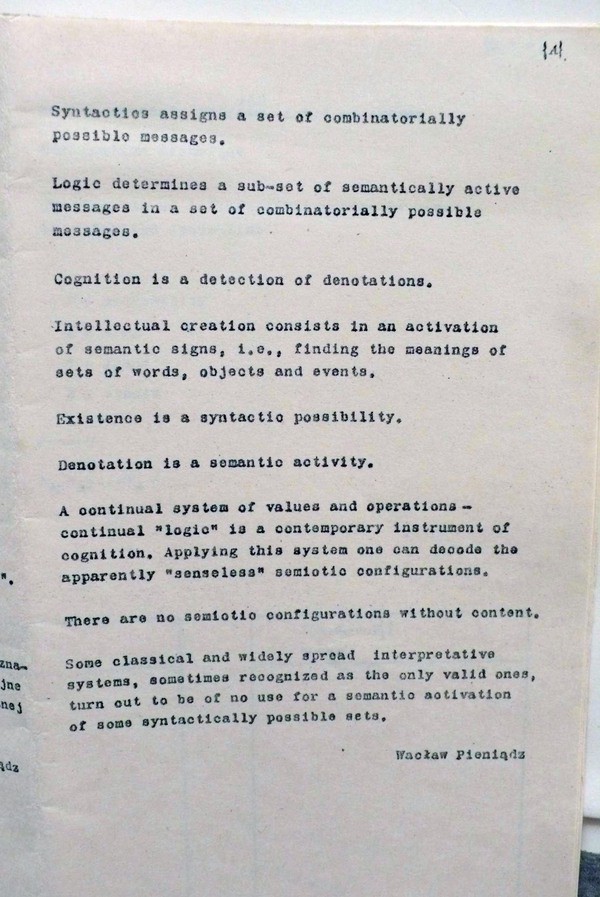 {1}.
Syntactics assigns a set of combinatorially
possible messages.
Logic determines a sub-set of semantically active
messages in a set of combinatorially possible
messages.
Cognition is a detection of denotations.
Intellectual creation consists in an activation
of semantic signs, i.e., finding the meanings of
sets of words, objects and events.
Existence is a syntactic possibility.
Denotation is a semantic activity.
A continual system of values and operations -
continual "logic" is a contemporary instrument of
cognition. Applying this system one can decode the
apparently "senseless" semiotic configurations.
There are no semiotic configurations without content.
Some classical and widely spread interpretative
systems, sometimes recognized as the only valid ones,
turn out to be of no use for a semantic activation
of some syntactically possible sets.
Wacław Pieniądz
".
zna-
jne
nej
ądz